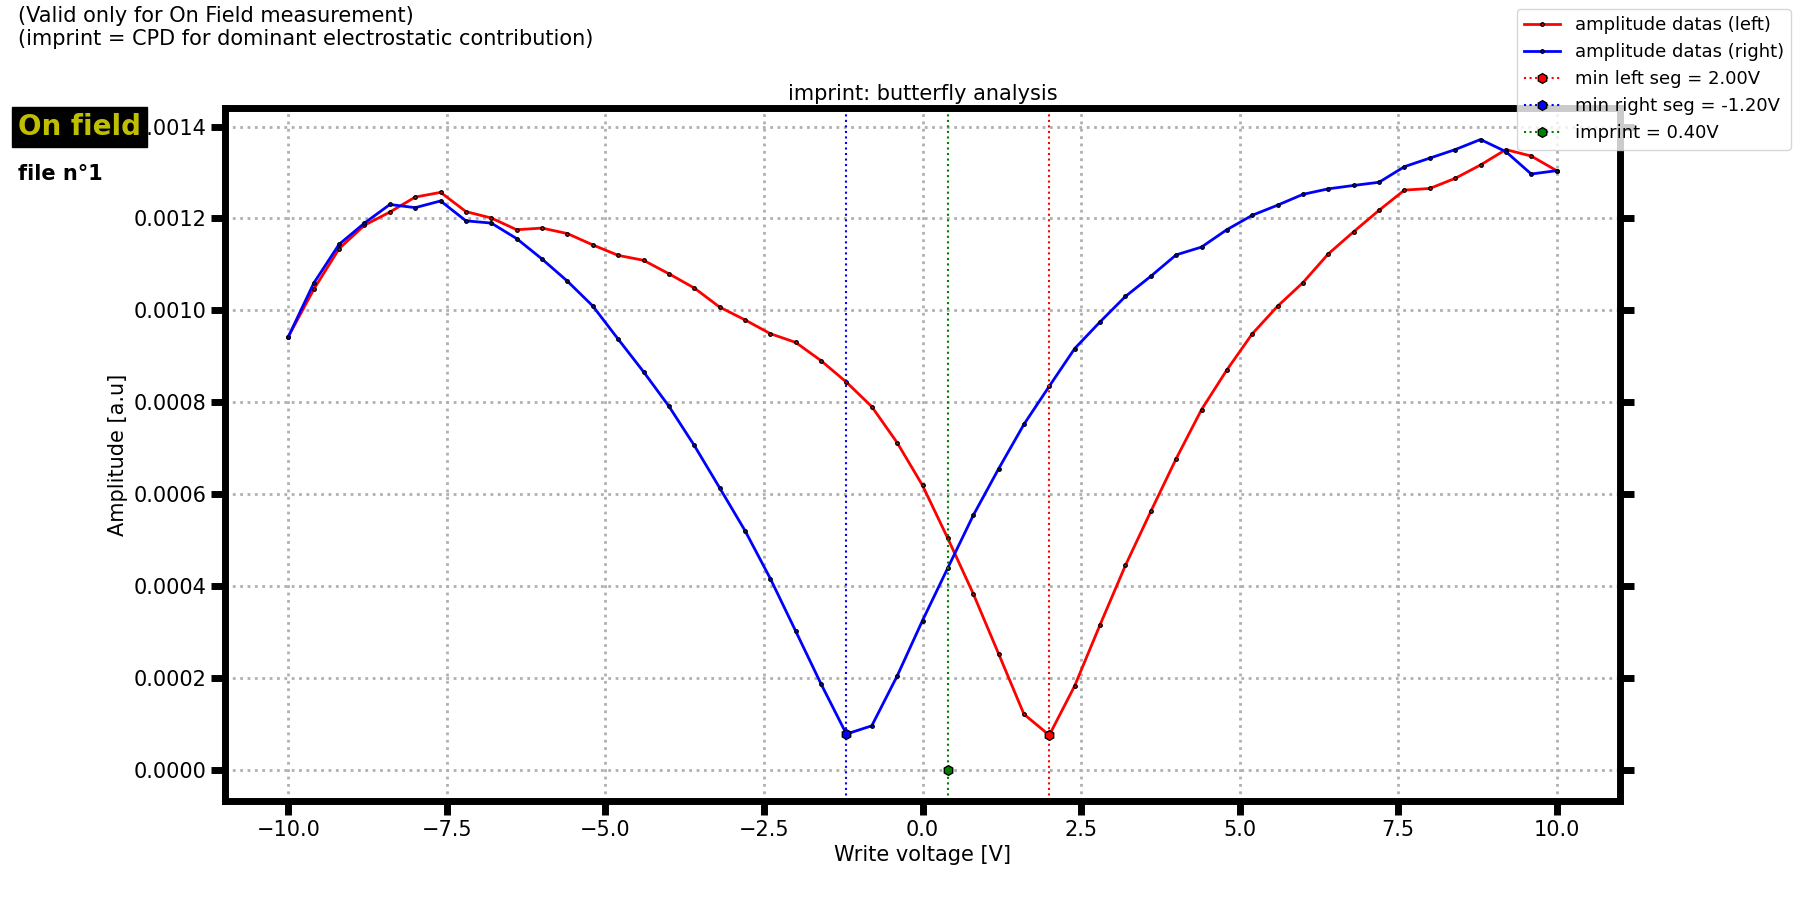 (Valid only for On Field measurement)
(imprint = CPD for dominant electrostatic contribution)
amplitude datas (left)
amplitude datas (right)
min left seg = 2.00V
min right seg = -1.20V
imprint = 0.40V
imprint: butterfly analysis
On field
file n°1
.0014
0.0012
0.0010
0.0008
0.0006
0.0004
0.0002
0.0000
Amplitude [a.u]
−10.0 −7.5 −5.0 −2.5 0.0 2.5 5.0 7.5 10.0
Write voltage [V]